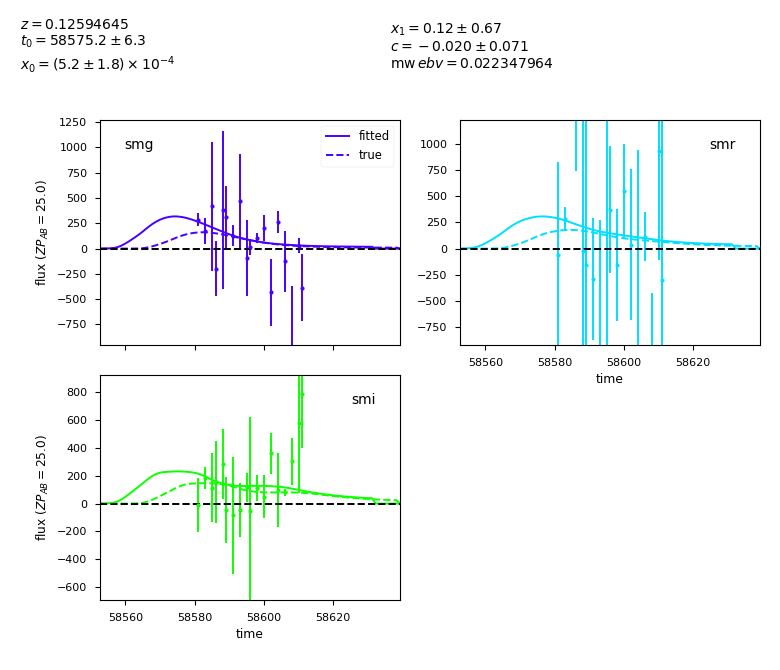 z = 0.12594645
t₀ = 58575.2 ± 6.3
x₀ = (5.2 ± 1.8) × 10⁻⁴
x₁ = 0.12 ± 0.67
c = −0.020 ± 0.071
mw ebv = 0.022347964
smg
fitted
true
1250
1000
750
500
250
0
−250
−500
−750
flux (ZP_AB = 25.0)
smr
1000
750
500
250
0
−250
−500
−750
58560 58580 58600 58620
time
smi
800
600
400
200
0
−200
−400
−600
flux (ZP_AB = 25.0)
58560 58580 58600 58620
time